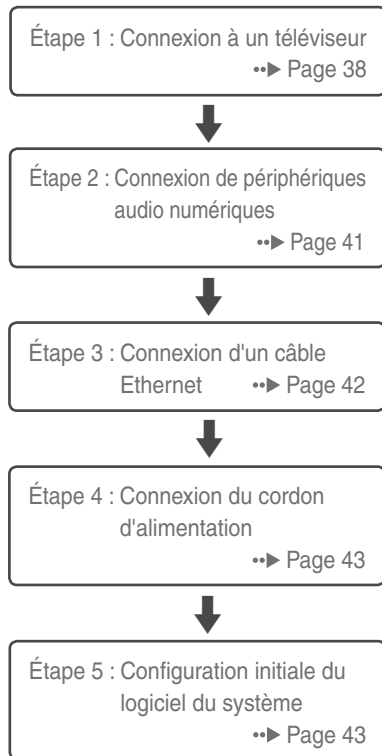 Étape 1 : Connexion à un téléviseur
••▶ Page 38
Étape 2 : Connexion de périphériques
audio numériques
••▶ Page 41
Étape 3 : Connexion d'un câble
Ethernet ••▶ Page 42
Étape 4 : Connexion du cordon
d'alimentation
••▶ Page 43
Étape 5 : Configuration initiale du
logiciel du système
••▶ Page 43